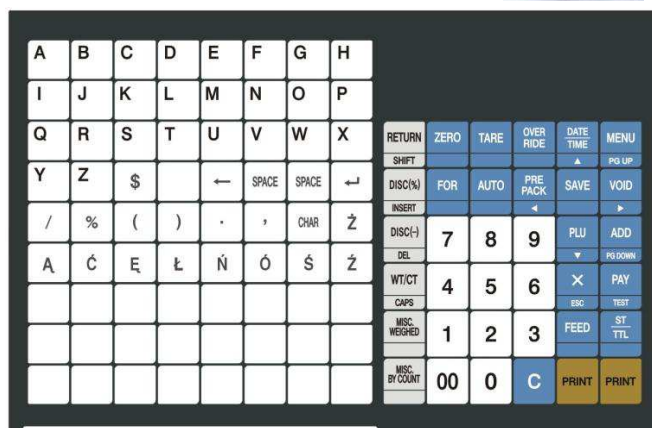 A B C D E F G H
I J K L M N O P
Q R S T U V W X
Y Z $ ← SPACE SPACE ↵
/ % ( ) . , CHAR Ż
Ą Ć Ę Ł Ń Ó Ś Ź
RETURN ZERO TARE OVER RIDE DATE TIME MENU
SHIFT ▲ PG UP
DISC(%) FOR AUTO PRE PACK SAVE VOID
INSERT ◄ ►
DISC(-) 7 8 9 PLU ADD
DEL ▼ PG DOWN
WT/CT 4 5 6 × PAY
CAPS ESC TEST
MISC. WEIGHED 1 2 3 FEED ST TTL
MISC. BY COUNT 00 0 C PRINT PRINT